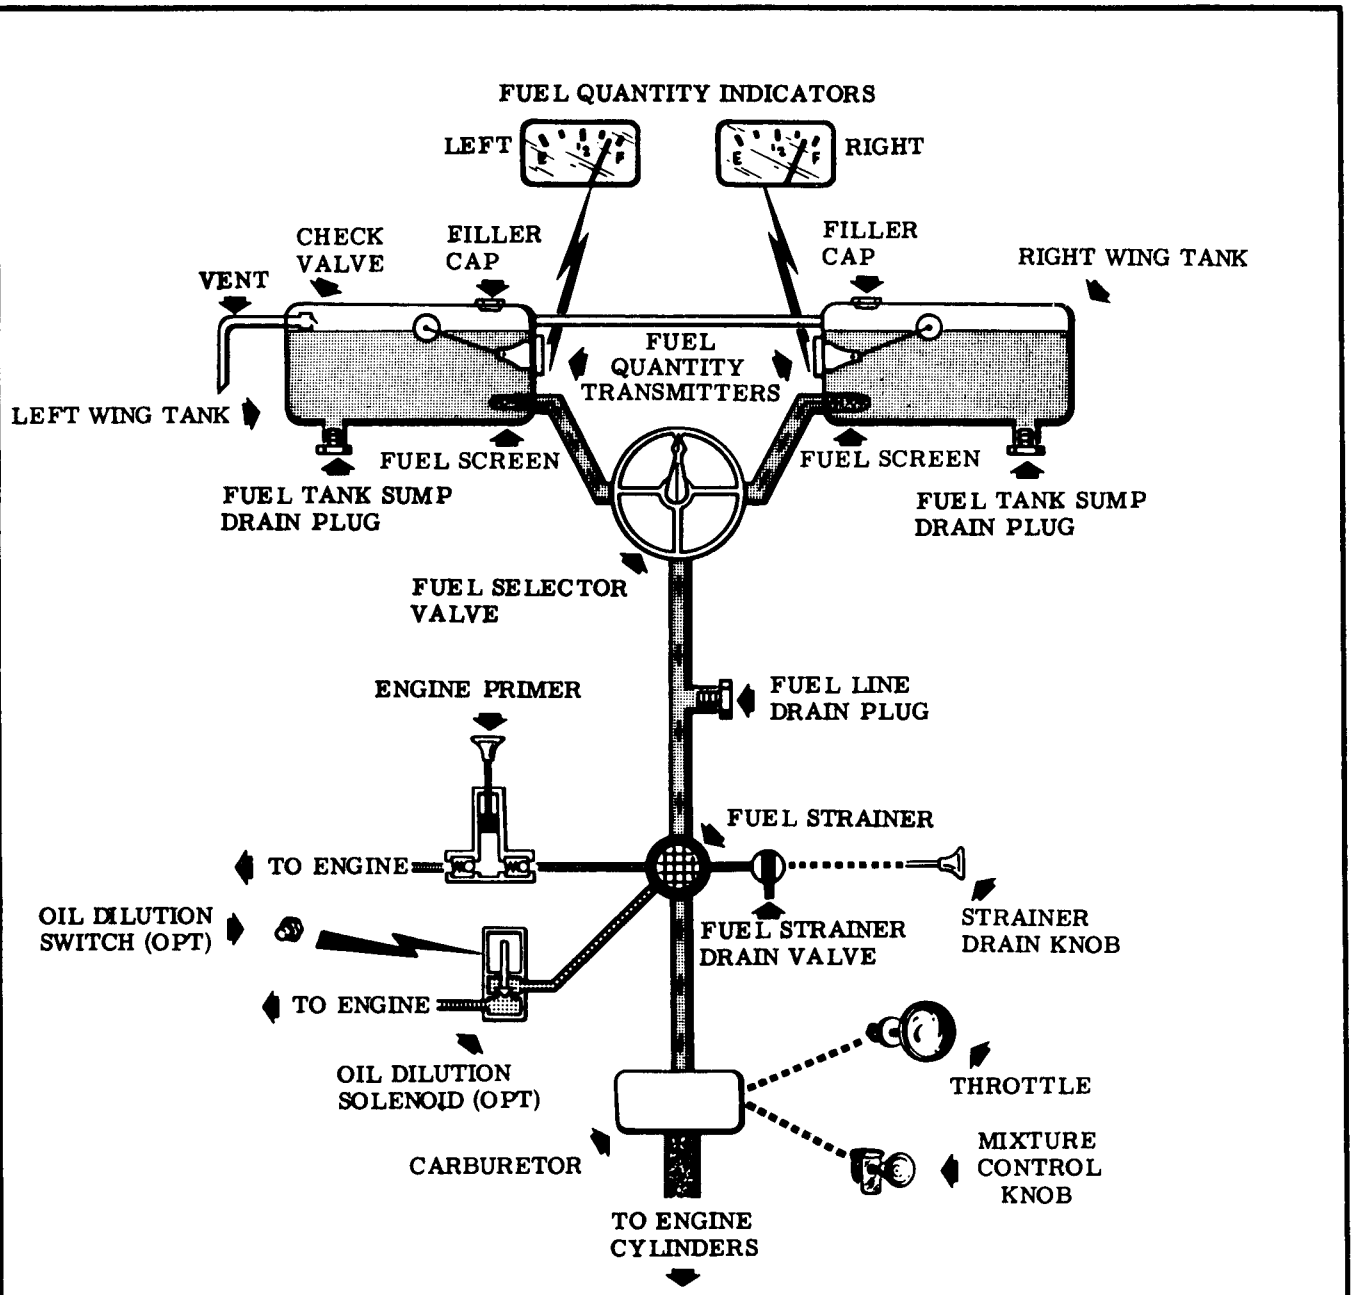 FUEL QUANTITY INDICATORS
LEFT
E
1/2
F
E
1/2
F
RIGHT
CHECK
VALVE
VENT
FILLER
CAP
FILLER
CAP
RIGHT WING TANK
FUEL
QUANTITY
TRANSMITTERS
LEFT WING TANK
FUEL SCREEN
FUEL SCREEN
FUEL TANK SUMP
DRAIN PLUG
FUEL TANK SUMP
DRAIN PLUG
FUEL SELECTOR
VALVE
ENGINE PRIMER
FUEL LINE
DRAIN PLUG
FUEL STRAINER
TO ENGINE
OIL DILUTION
SWITCH (OPT)
FUEL STRAINER
DRAIN VALVE
STRAINER
DRAIN KNOB
TO ENGINE
OIL DILUTION
SOLENOID (OPT)
THROTTLE
CARBURETOR
MIXTURE
CONTROL
KNOB
TO ENGINE
CYLINDERS